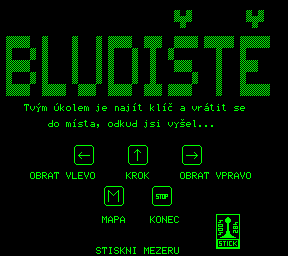 BLUDIŠTĚ
Tvým úkolem je najít klíč a vrátit se
do místa, odkud jsi vyšel...
OBRAT VLEVO KROK OBRAT VPRAVO
M STOP
MAPA KONEC
STICK
STISKNI MEZERU